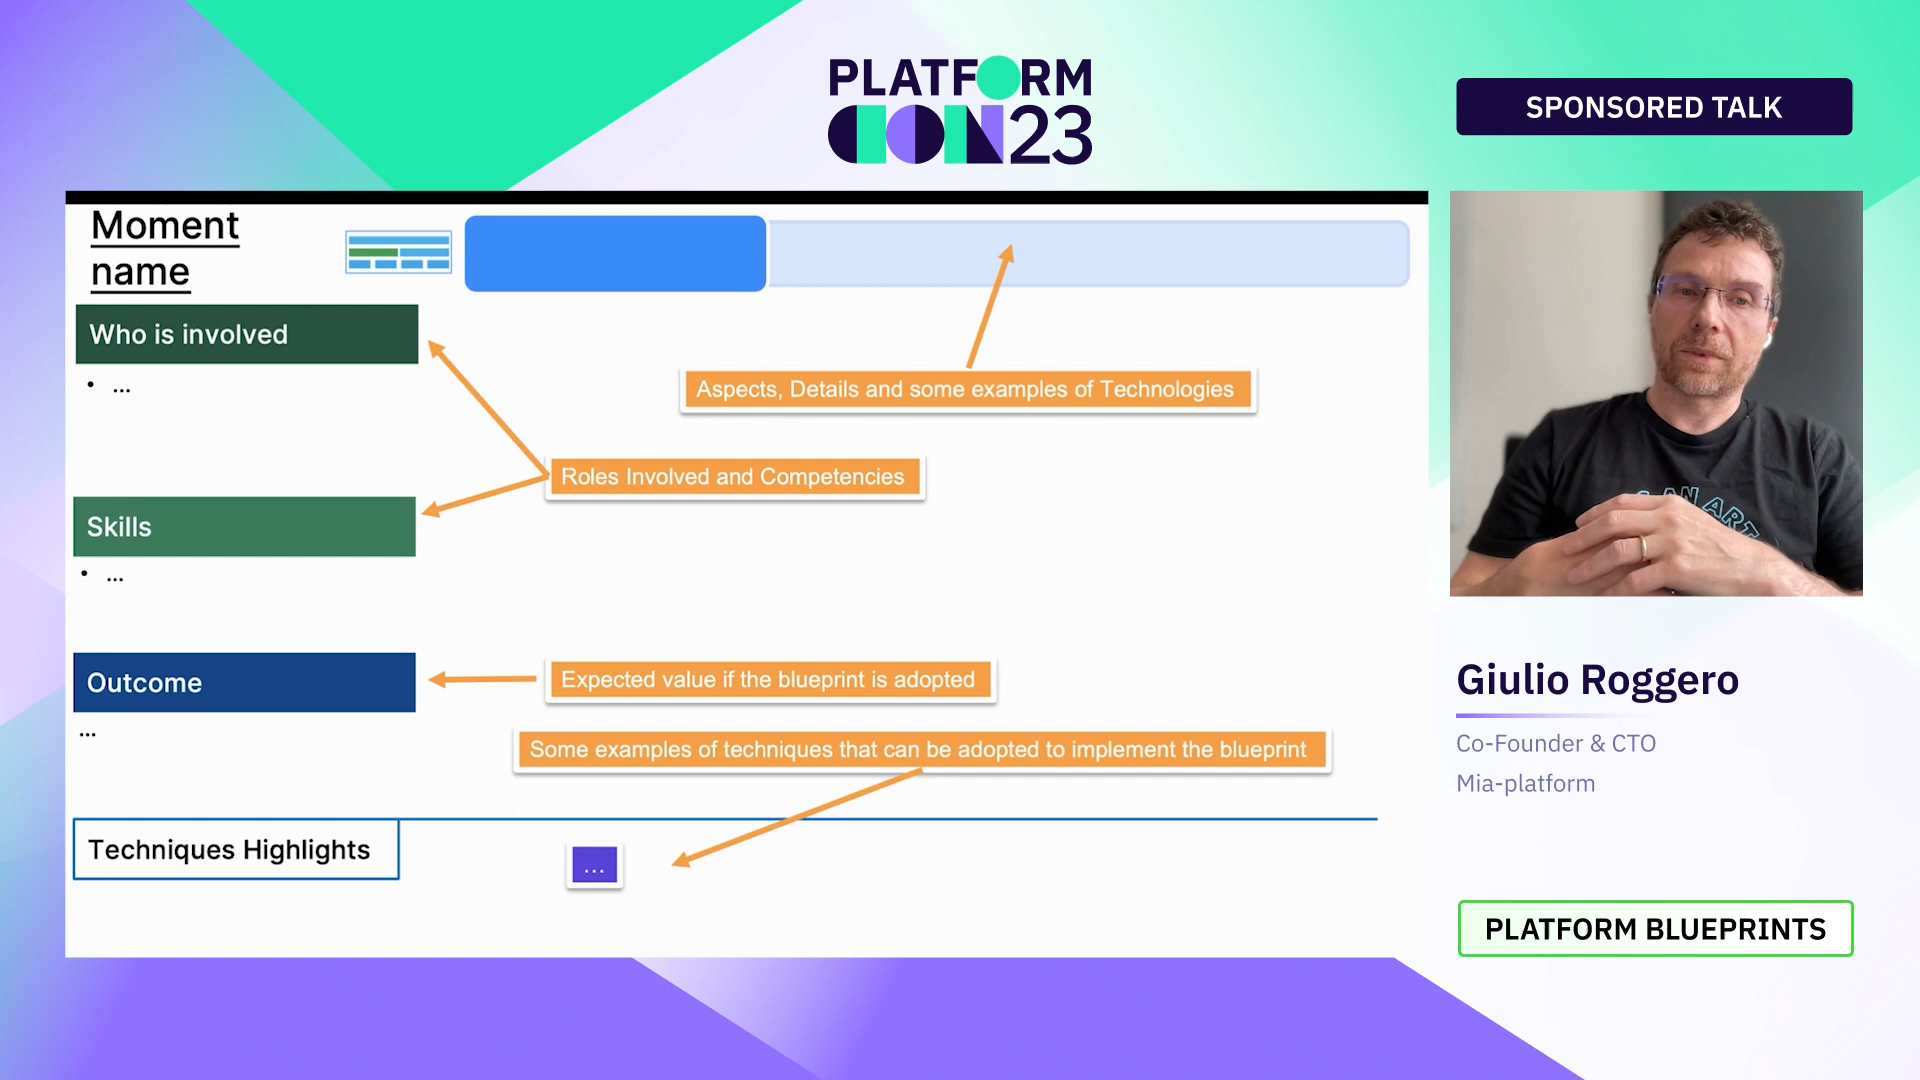 PLATFORM
CON23
SPONSORED TALK
Moment
name
Who is involved
• ...
Aspects, Details and some examples of Technologies
Roles Involved and Competencies
Skills
• ...
Outcome
...
Expected value if the blueprint is adopted
Some examples of techniques that can be adopted to implement the blueprint
Techniques Highlights
...
AN ART
Giulio Roggero
Co-Founder & CTO
Mia-platform
PLATFORM BLUEPRINTS